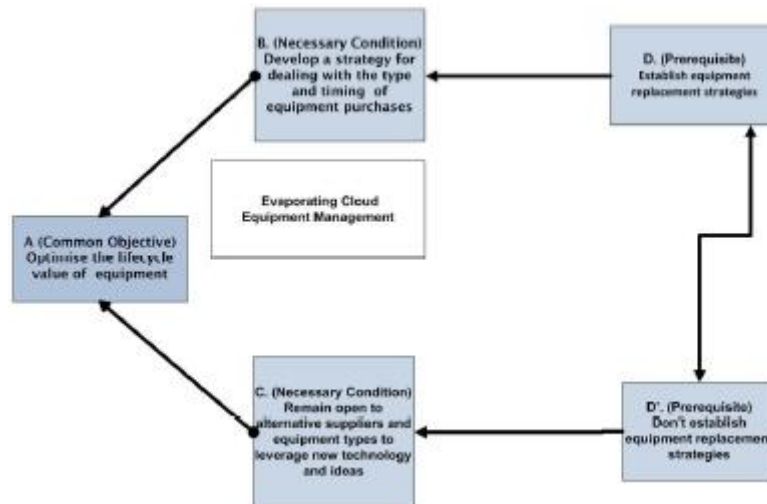 B. (Necessary Condition)
Develop a strategy for
dealing with the type
and timing of
equipment purchases
D. (Prerequisite)
Establish equipment
replacement strategies
Evaporating Cloud
Equipment Management
A (Common Objective)
Optimise the lifecycle
value of equipment
C. (Necessary Condition)
Remain open to
alternative suppliers and
equipment types to
leverage new technology
and ideas
D'. (Prerequisite)
Don't establish
equipment replacement
strategies